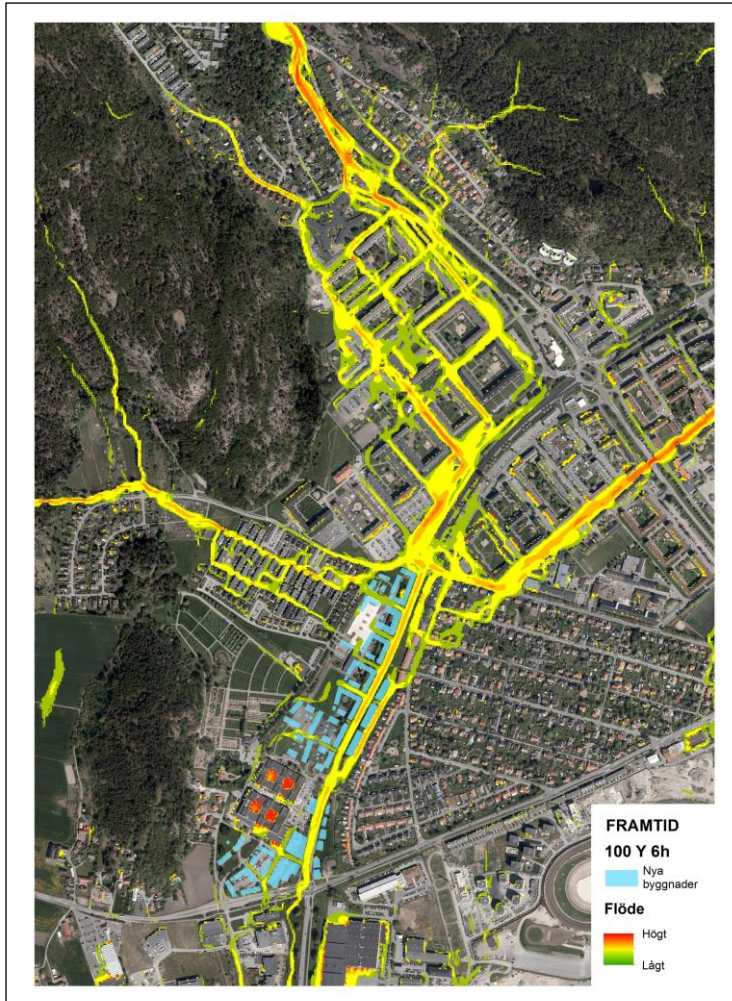 FRAMTID
100 Y 6h
Nya
byggnader
Flöde
Högt
Lågt